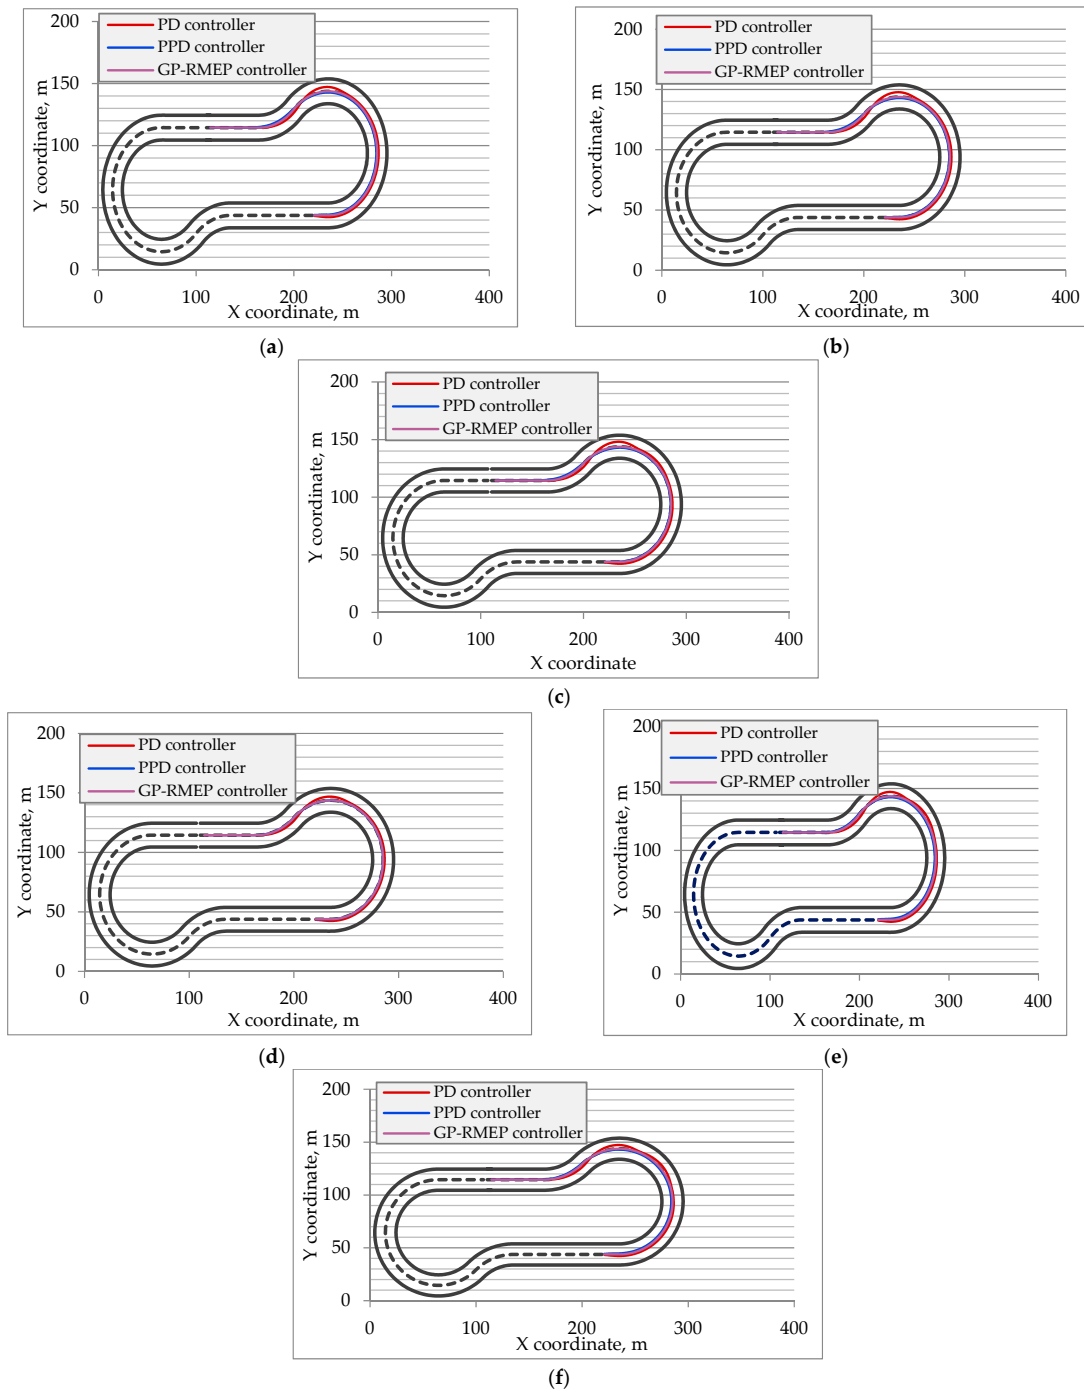 200
PD controller
PPD controller
GP-RMEP controller
150
100
50
0
Y coordinate, m
0 100 200 300 400
X coordinate, m
(a)
200
PD controller
PPD controller
GP-RMEP controller
150
100
50
0
Y coordinate, m
0 100 200 300 400
X coordinate, m
(b)
200
PD controller
PPD controller
GP-RMEP controller
150
100
50
0
Y coordinate, m
0 100 200 300 400
X coordinate
(c)
200
PD controller
PPD controller
GP-RMEP controller
150
100
50
0
Y coordinate, m
0 100 200 300 400
X coordinate, m
(d)
200
PD controller
PPD controller
GP-RMEP controller
150
100
50
0
Y coordinate, m
0 100 200 300 400
X coordinate, m
(e)
200
PD controller
PPD controller
GP-RMEP controller
150
100
50
0
Y coordinate, m
0 100 200 300 400
X coordinate, m
(f)